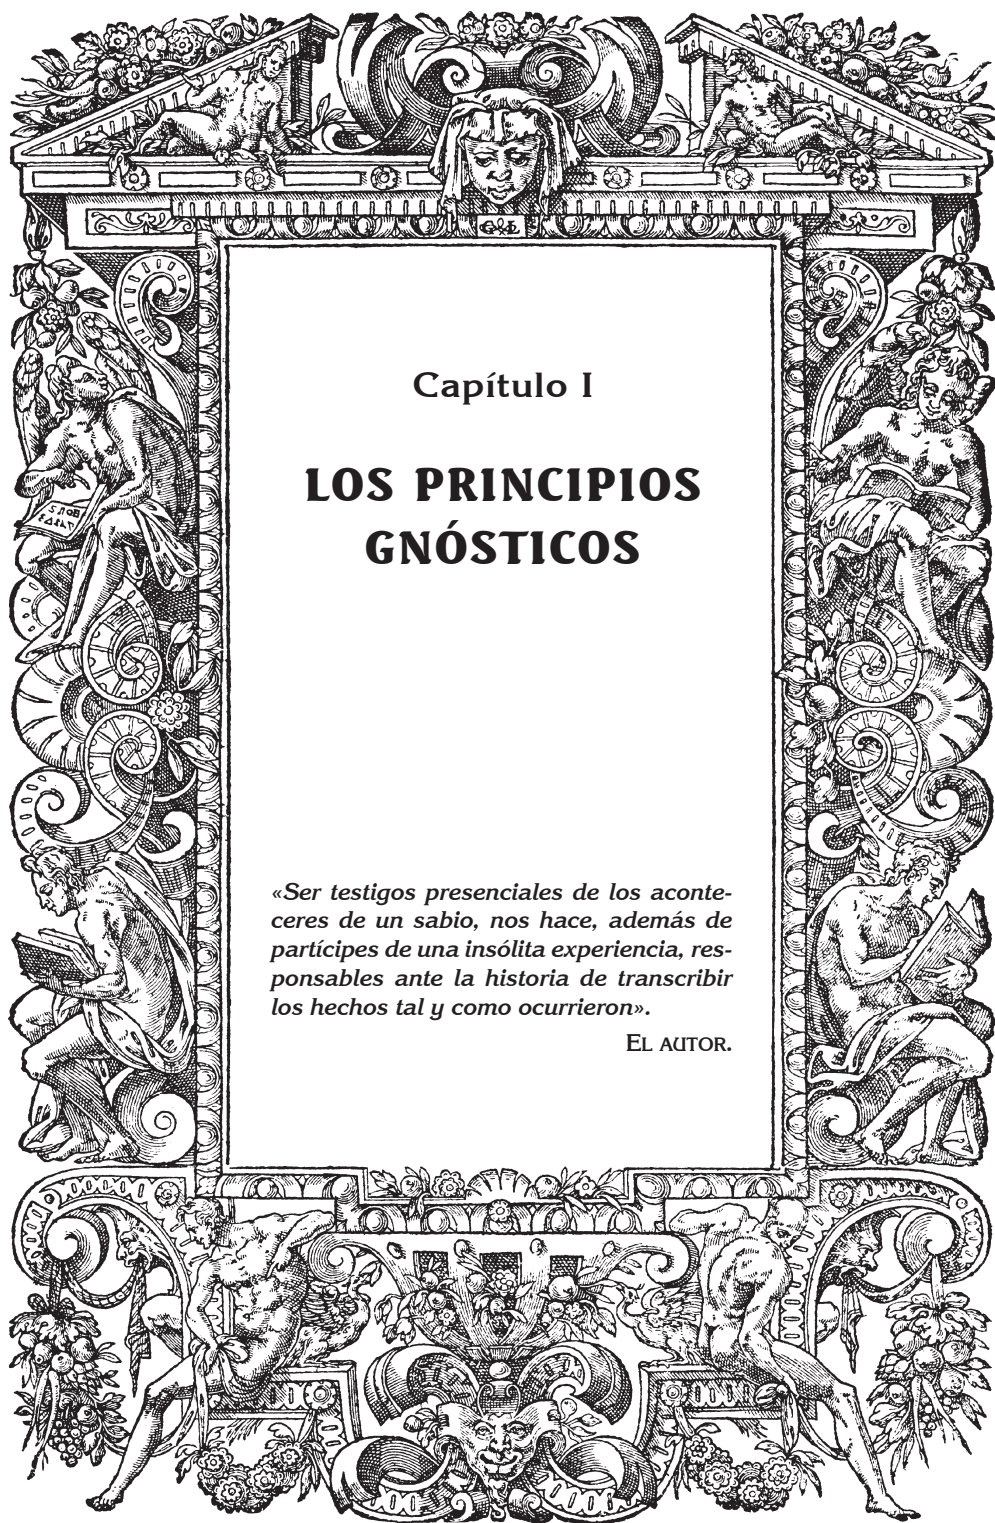 Capítulo I
LOS PRINCIPIOS
GNÓSTICOS
«Ser testigos presenciales de los aconte-
ceres de un sabio, nos hace, además de
partícipes de una insólita experiencia, res-
ponsables ante la historia de transcribir
los hechos tal y como ocurrieron».
EL AUTOR.